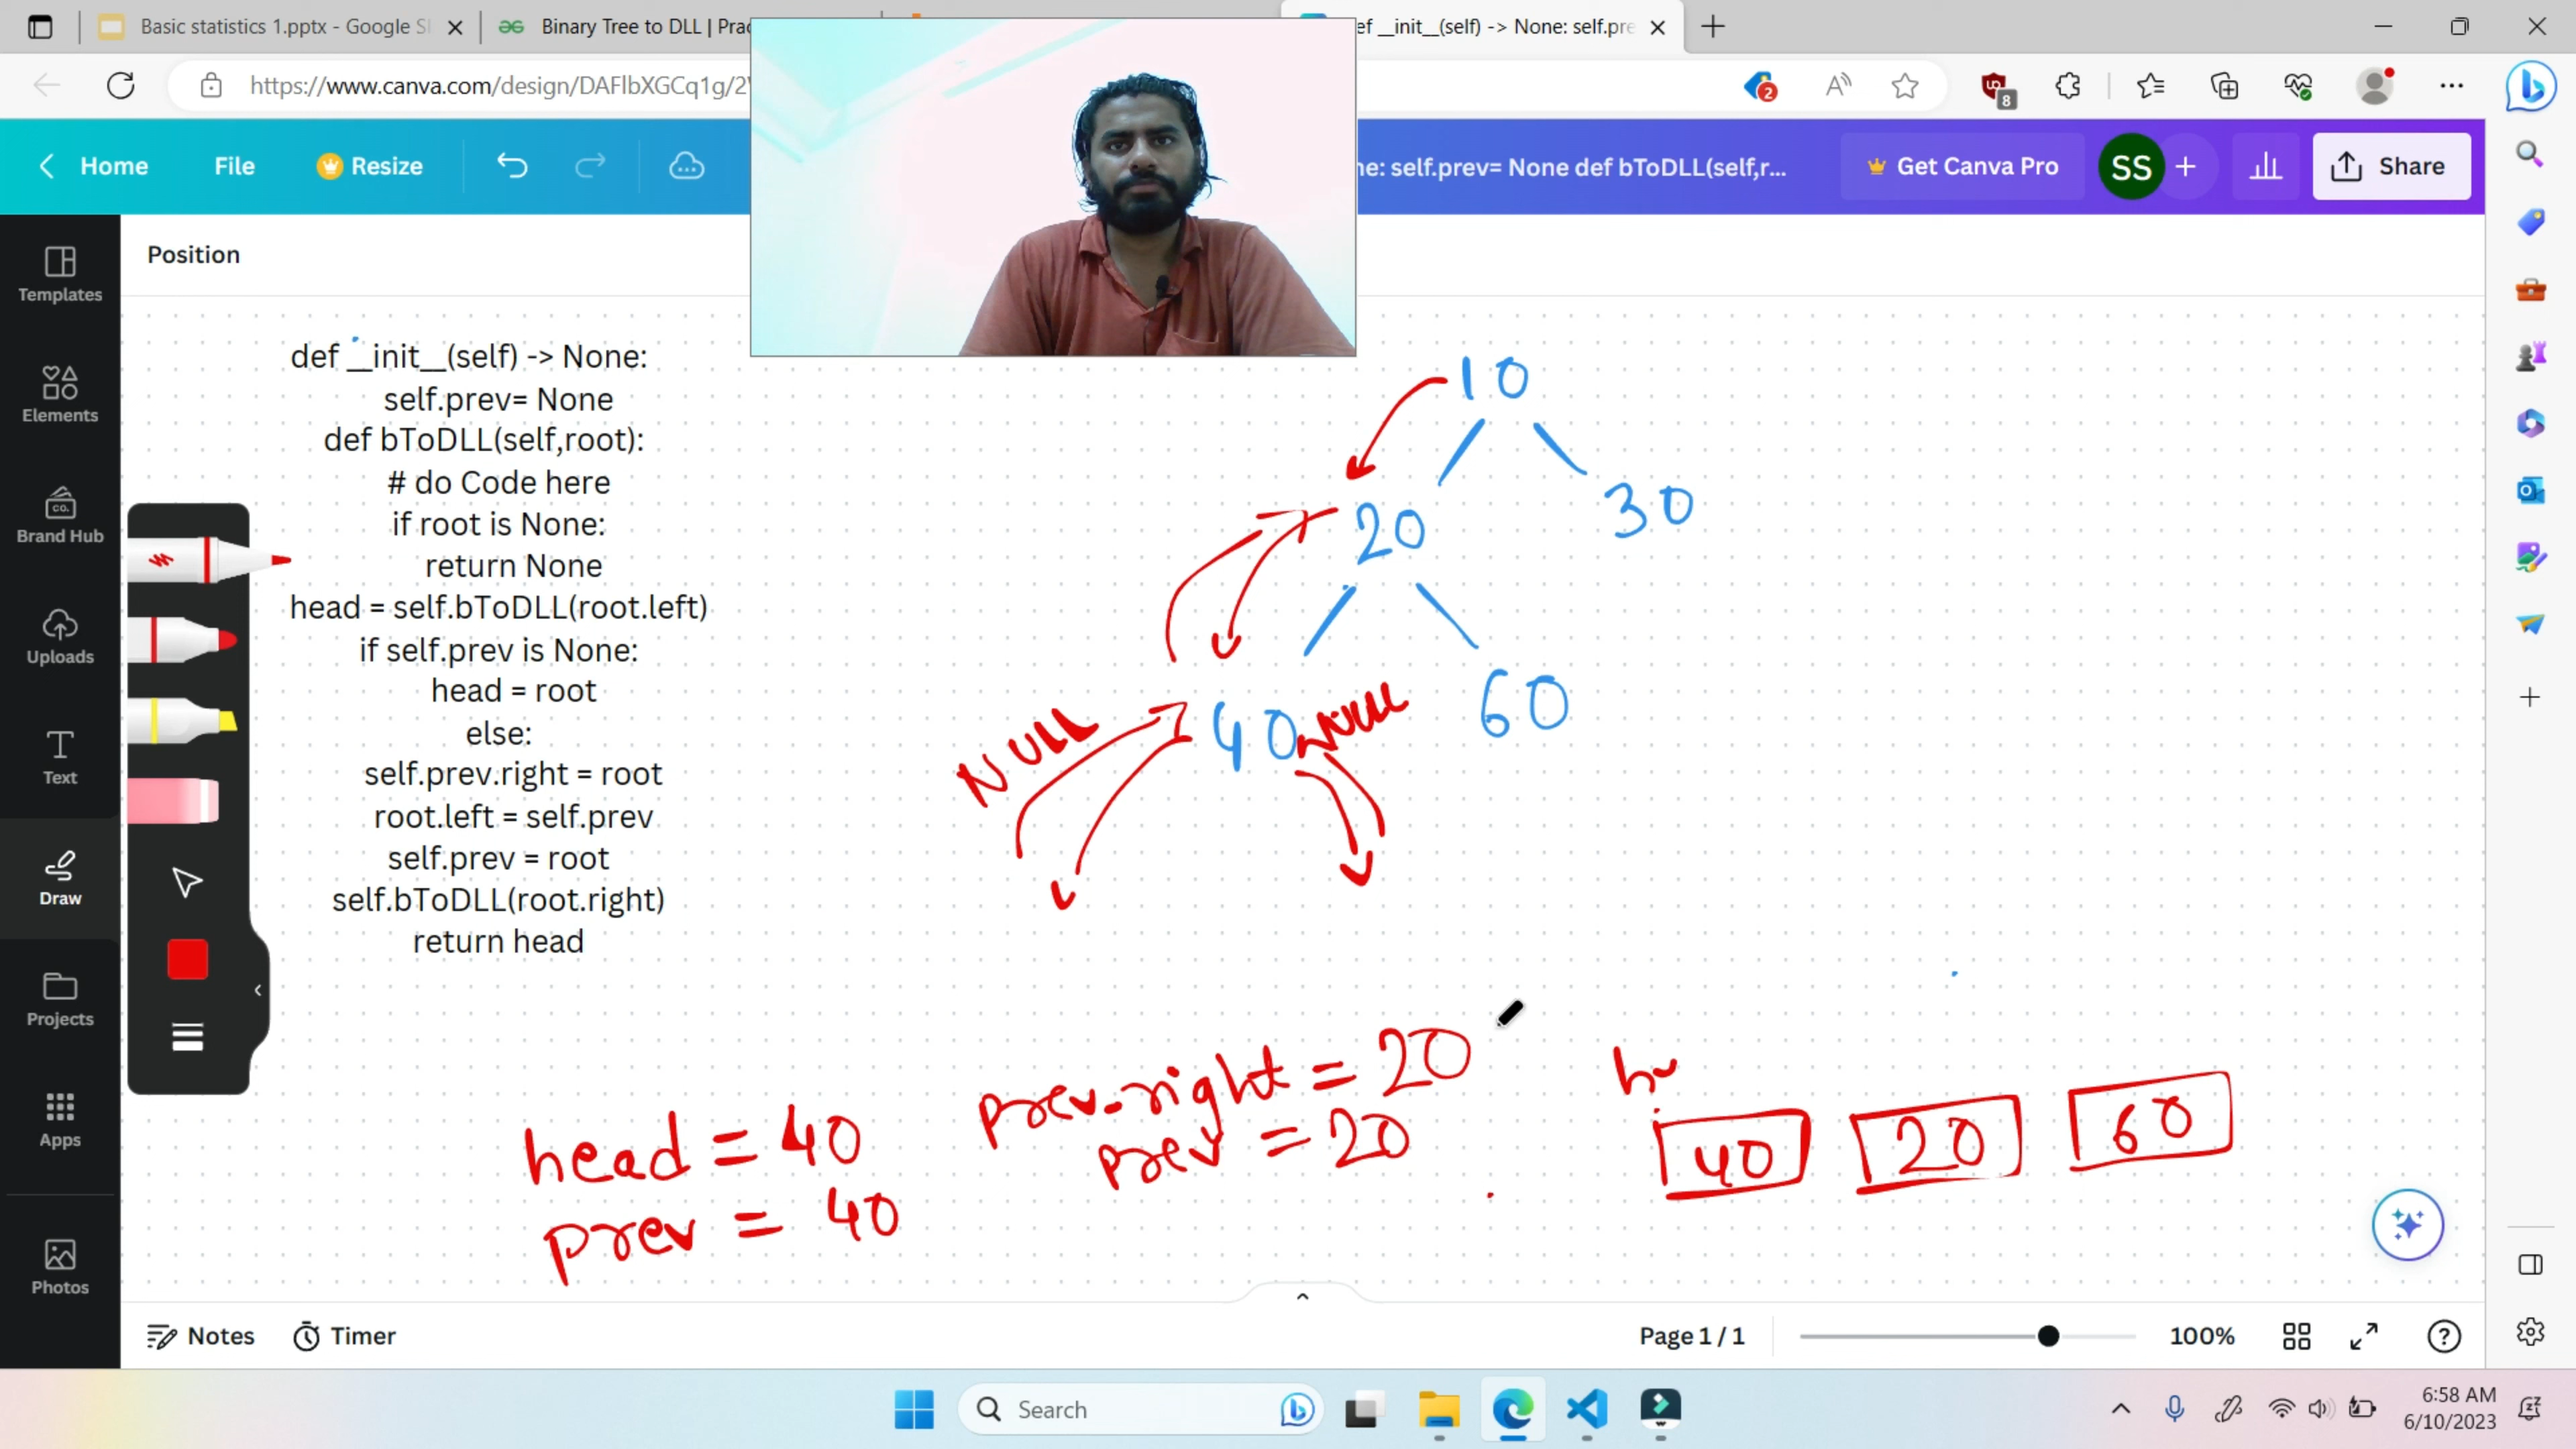 Basic statistics 1.pptx - Google Sl
Binary Tree to DLL | Prac
ef __init__(self) -> None: self.pre
https://www.canva.com/design/DAFlbXGCq1g/2
2
8
Home
File
Resize
ne: self.prev= None def bToDLL(self,r...
Get Canva Pro
SS
Share
Position
Templates
Elements
Brand Hub
Uploads
Text
Draw
Projects
Apps
Photos
def __init__(self) -> None:
self.prev= None
def bToDLL(self,root):
# do Code here
if root is None:
return None
head = self.bToDLL(root.left)
if self.prev is None:
head = root
else:
self.prev.right = root
root.left = self.prev
self.prev = root
self.bToDLL(root.right)
return head
10
20
30
NULL
40
NULL
60
head = 40
prev = 40
prev.right = 20
prev = 20
40
20
60
Notes
Timer
Page 1 / 1
100%
Search
6:58 AM
6/10/2023